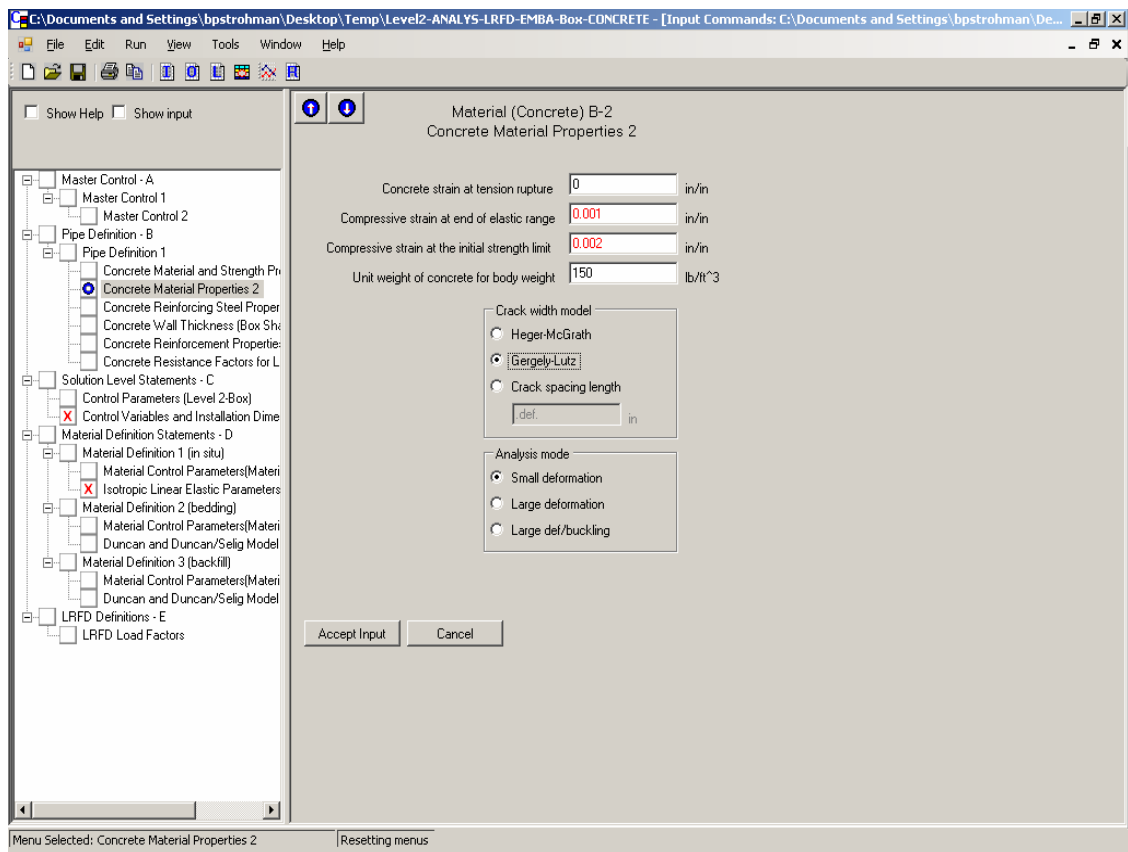 C:\Documents and Settings\bpstrohman\Desktop\Temp\Level2-ANALYS-LRFD-EMBA-Box-CONCRETE - [Input Commands: C:\Documents and Settings\bpstrohman\De...
File Edit Run View Tools Window Help
Show Help Show input
Master Control - A
Master Control 1
Master Control 2
Pipe Definition - B
Pipe Definition 1
Concrete Material and Strength Pr
Concrete Material Properties 2
Concrete Reinforcing Steel Proper
Concrete Wall Thickness (Box Sha
Concrete Reinforcement Properties
Concrete Resistance Factors for L
Solution Level Statements - C
Control Parameters (Level 2-Box)
X Control Variables and Installation Dime
Material Definition Statements - D
Material Definition 1 (in situ)
Material Control Parameters(Materi
X Isotropic Linear Elastic Parameters
Material Definition 2 (bedding)
Material Control Parameters(Materi
Duncan and Duncan/Selig Model
Material Definition 3 (backfill)
Material Control Parameters(Materi
Duncan and Duncan/Selig Model
LRFD Definitions - E
LRFD Load Factors
Material (Concrete) B-2
Concrete Material Properties 2
Concrete strain at tension rupture 0 in/in
Compressive strain at end of elastic range 0.001 in/in
Compressive strain at the initial strength limit 0.002 in/in
Unit weight of concrete for body weight 150 lb/ft^3
Crack width model
Heger-McGrath
Gergely-Lutz
Crack spacing length
.def. in
Analysis mode
Small deformation
Large deformation
Large def/buckling
Accept Input Cancel
Menu Selected: Concrete Material Properties 2 Resetting menus